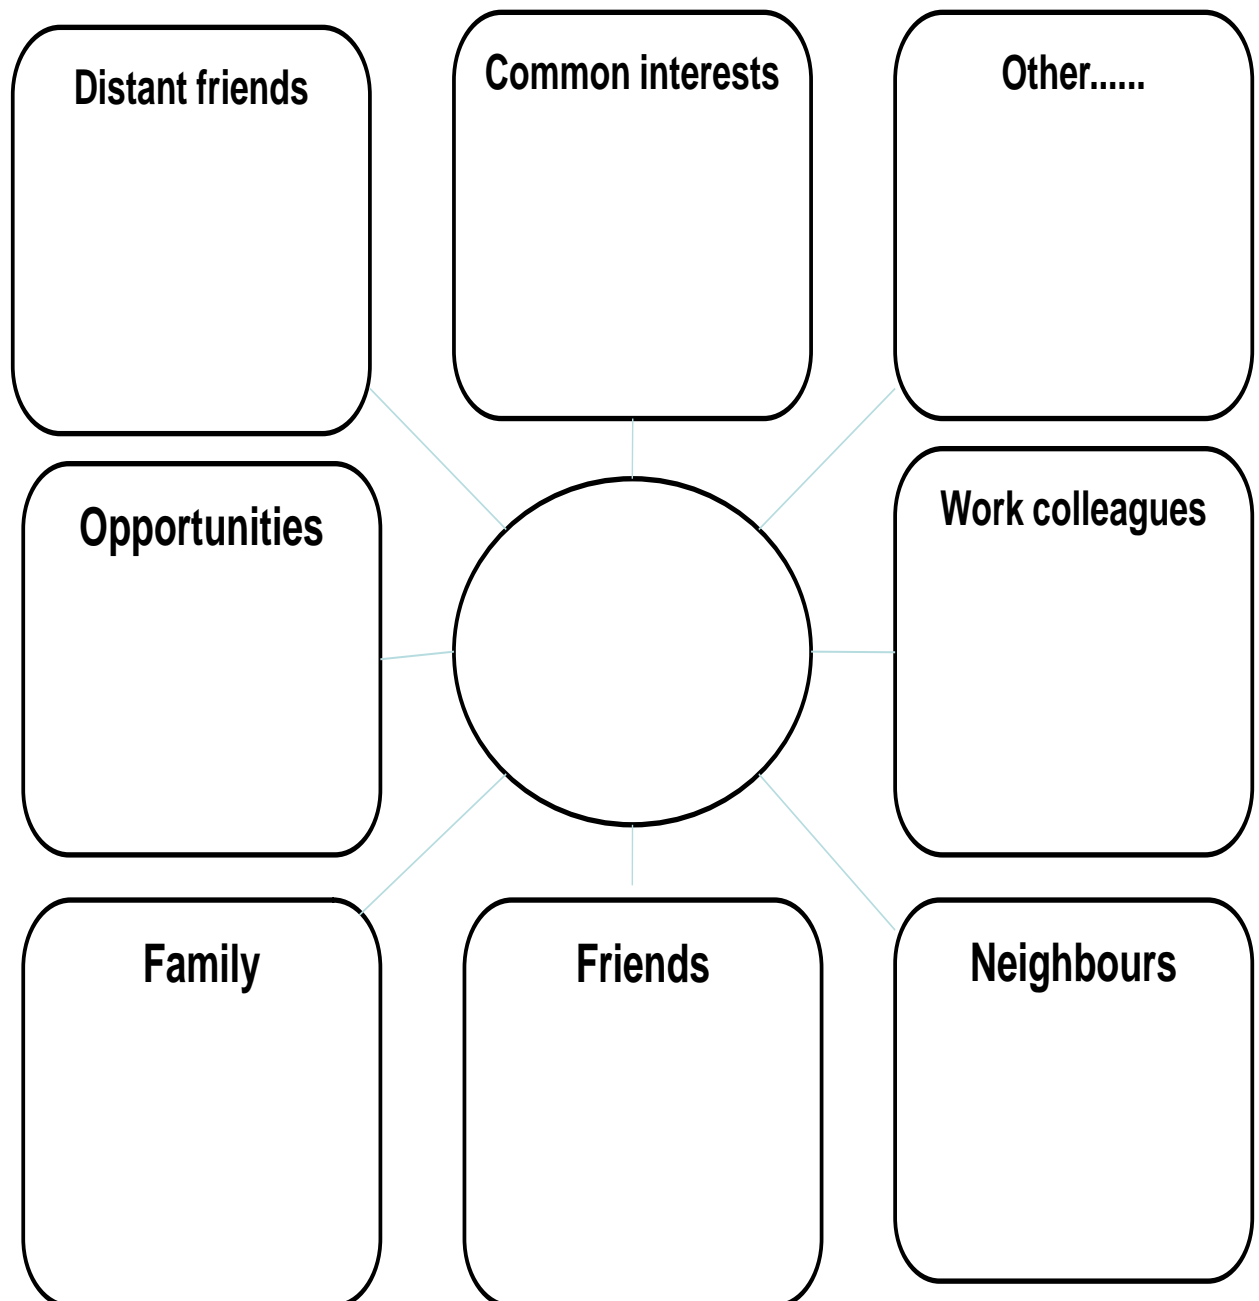 Distant friends
Common interests
Other......
Opportunities
Work colleagues
Family
Friends
Neighbours